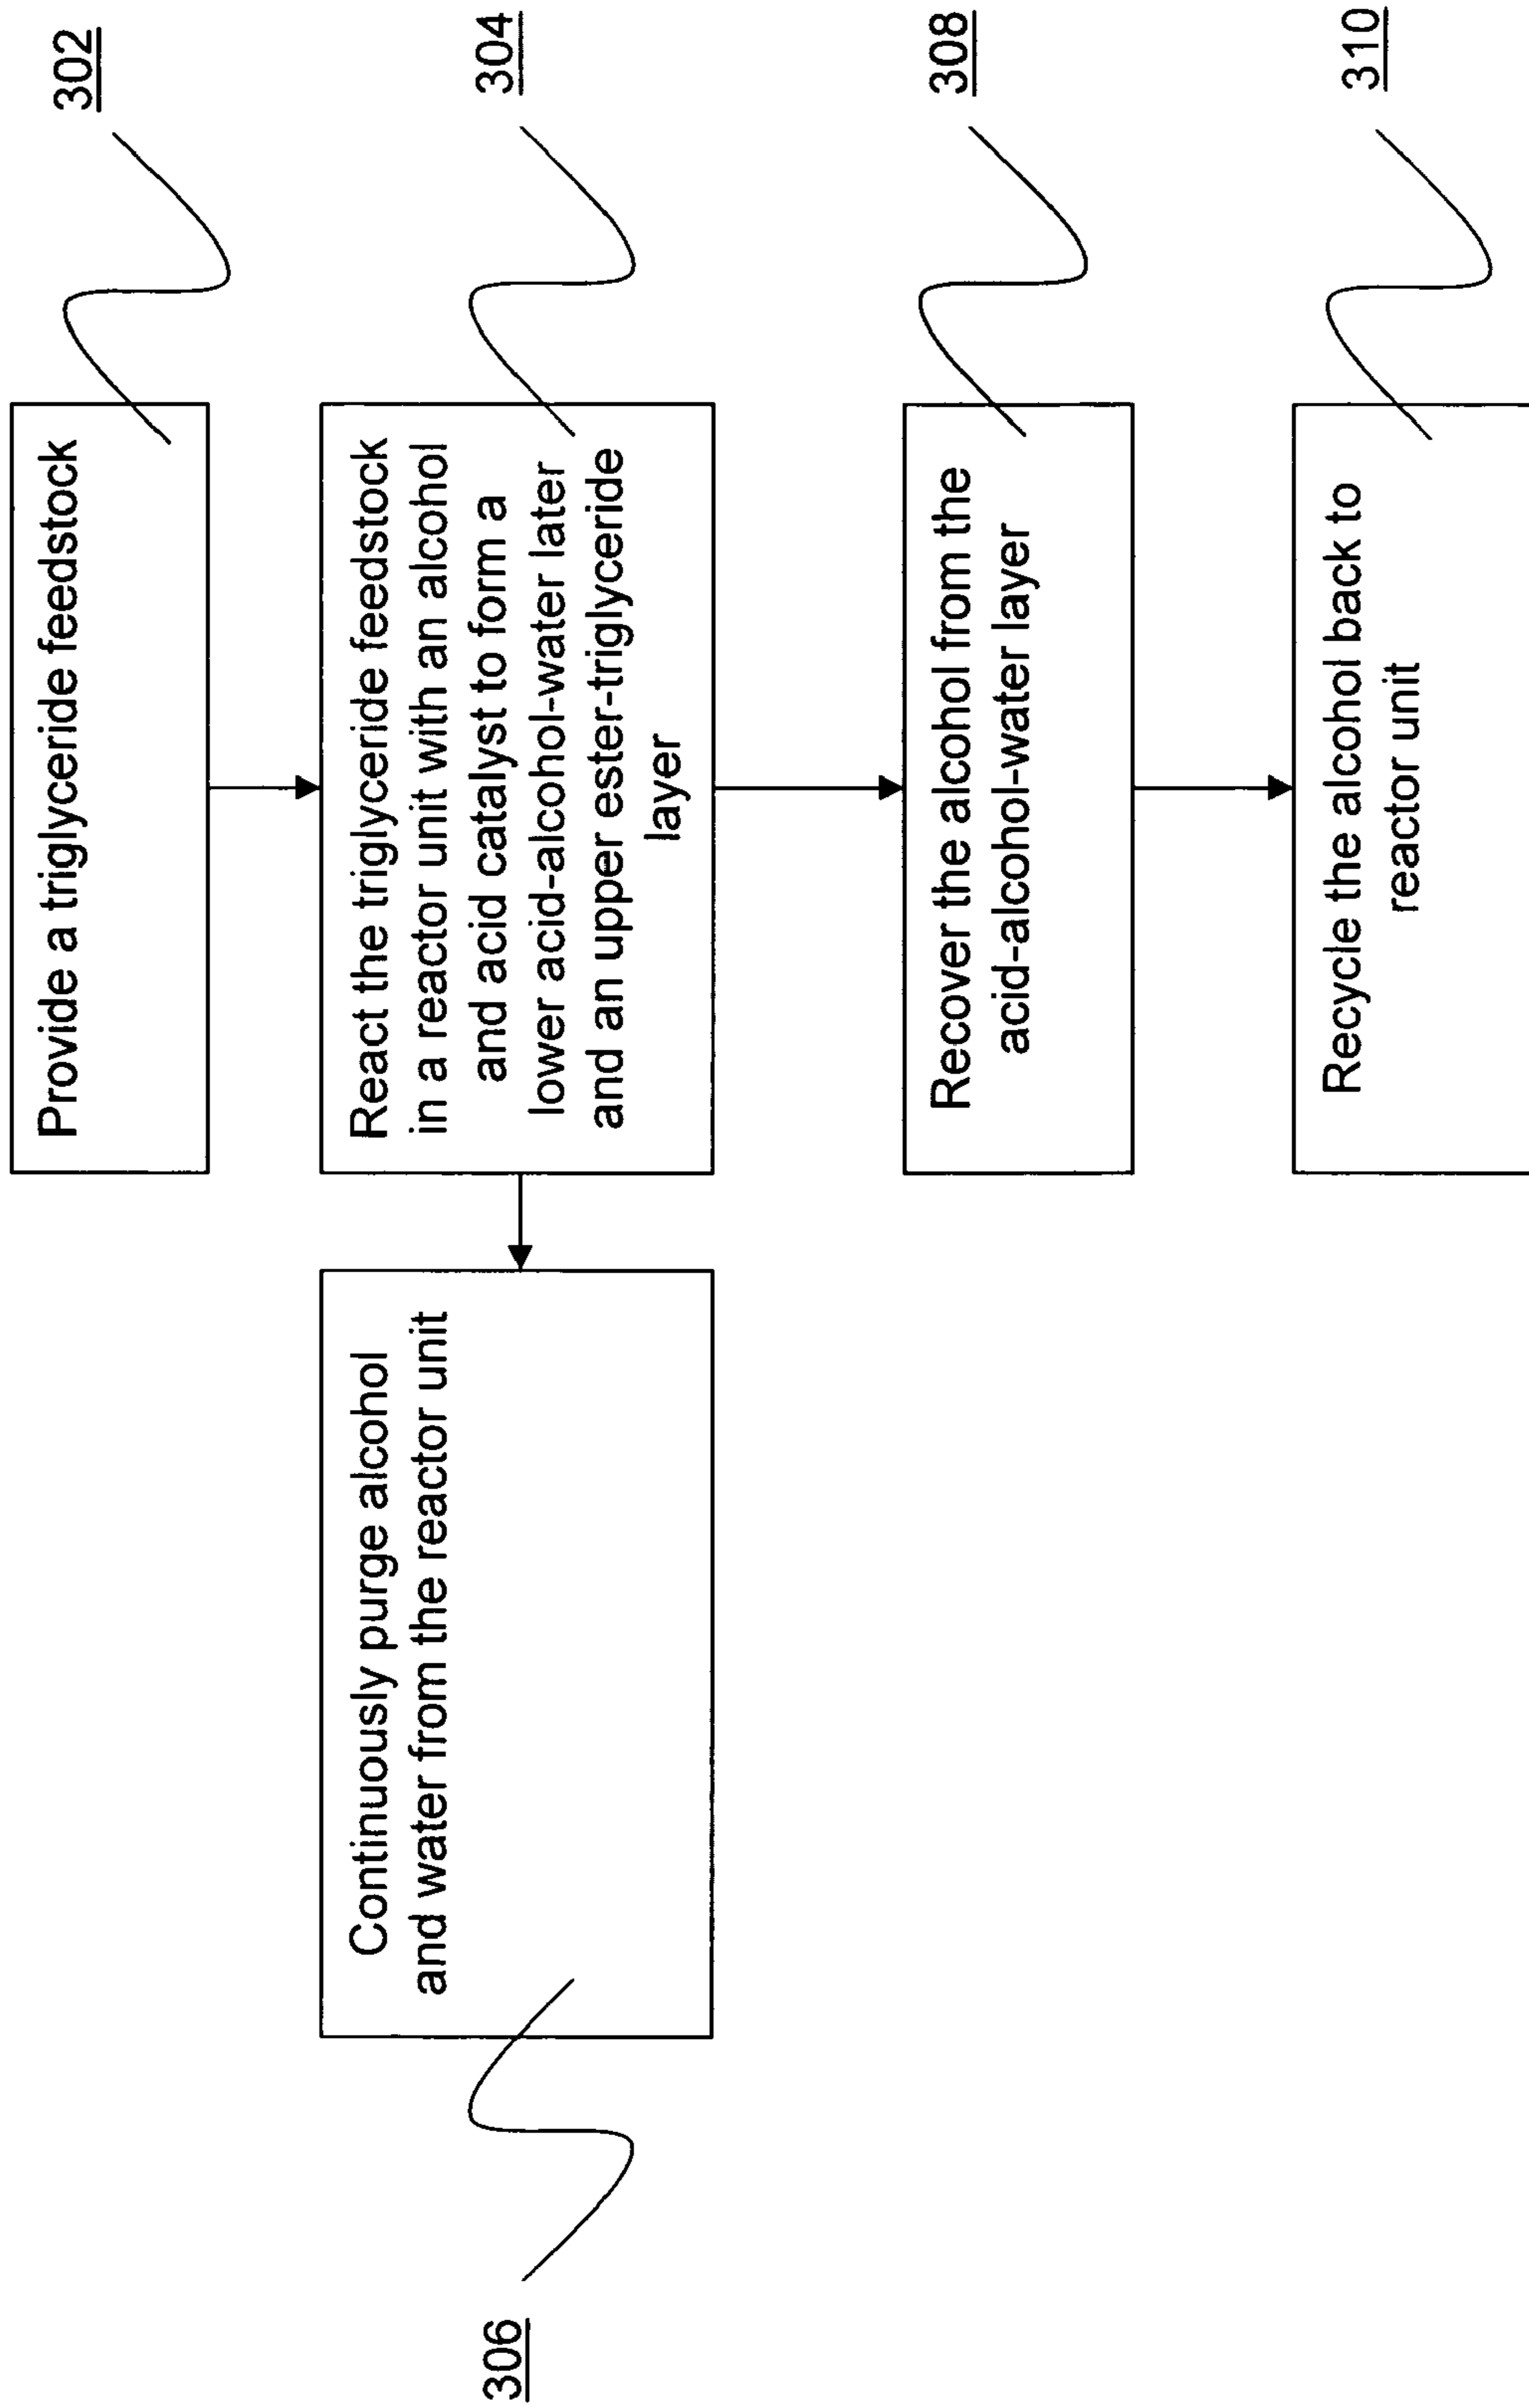 Provide a triglyceride feedstock
302
React the triglyceride feedstock
in a reactor unit with an alcohol
and acid catalyst to form a
lower acid-alcohol-water later
and an upper ester-triglyceride
layer
304
Continuously purge alcohol
and water from the reactor unit
306
Recover the alcohol from the
acid-alcohol-water layer
308
Recycle the alcohol back to
reactor unit
310